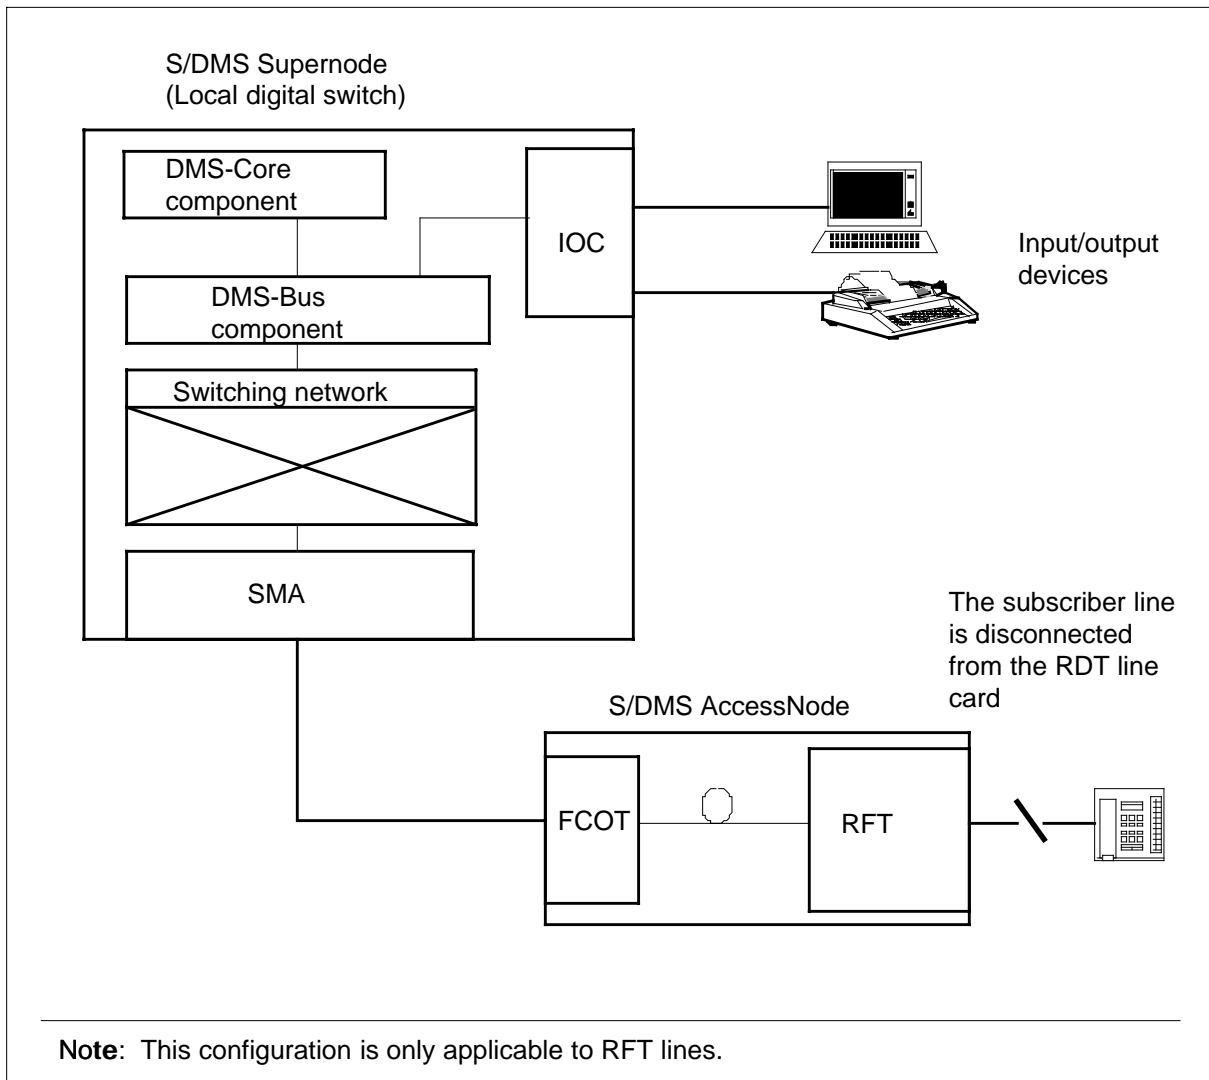 S/DMS Supernode
(Local digital switch)
DMS-Core
component
IOC
DMS-Bus
component
Input/output
devices
Switching network
SMA
The subscriber line
is disconnected
from the RDT line
card
S/DMS AccessNode
FCOT
RFT
Note: This configuration is only applicable to RFT lines.